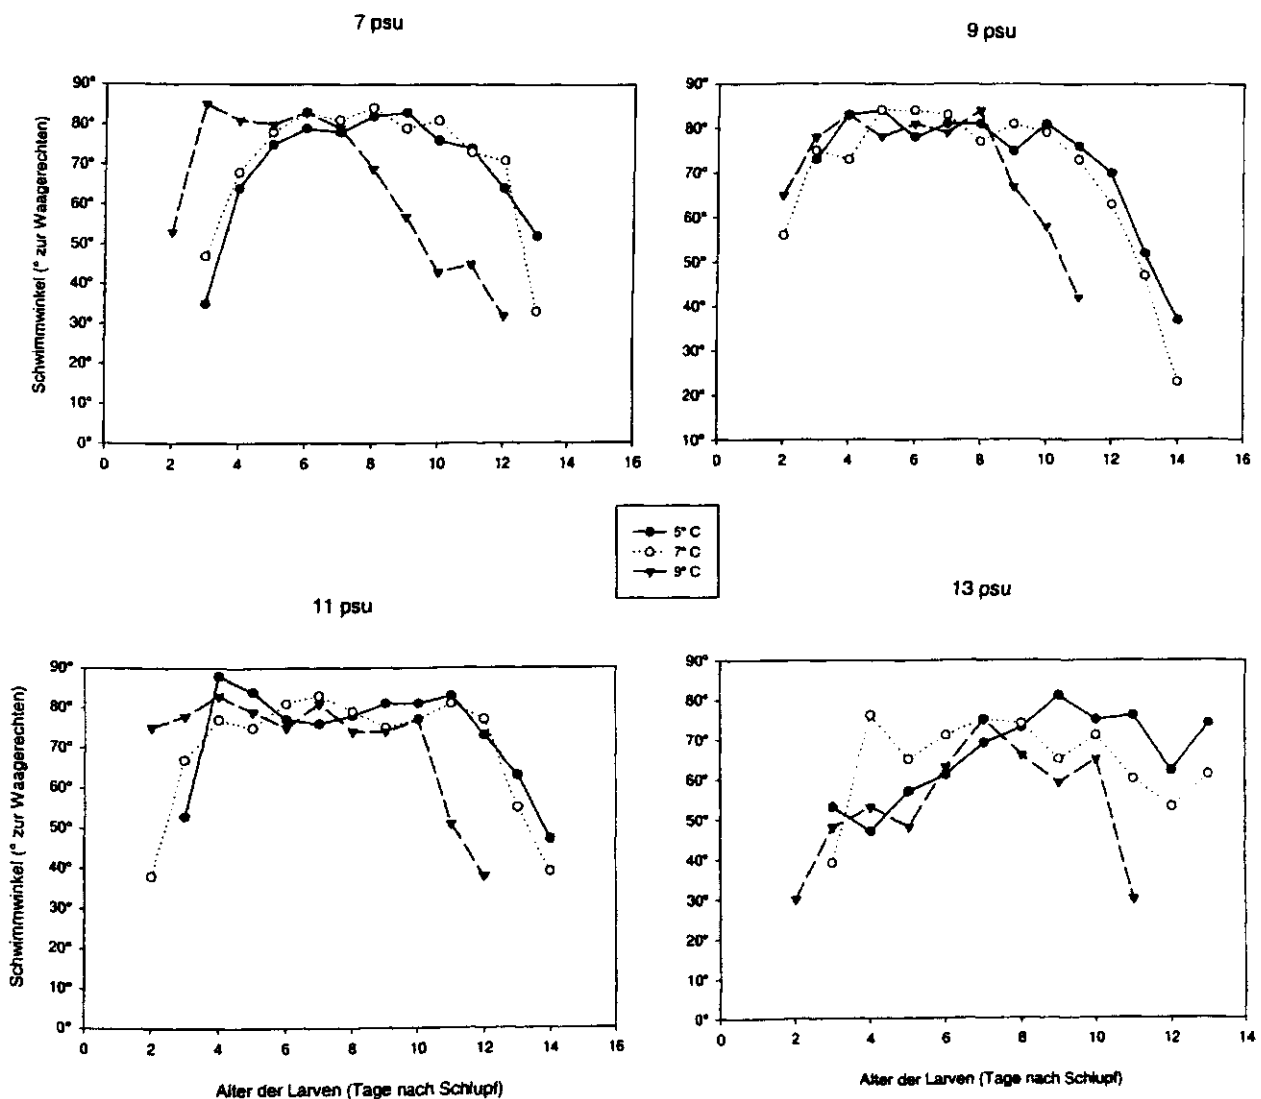 7 psu
9 psu
Schwimmwinkel (° zur Waagerechten)
90°
80°
70°
60°
50°
40°
30°
20°
10°
0°
0 2 4 6 8 10 12 14 16
90°
80°
70°
60°
50°
40°
30°
20°
10°
0 2 4 6 8 10 12 14 16
5° C
7° C
9° C
11 psu
13 psu
Schwimmwinkel (° zur Waagerechten)
90°
80°
70°
60°
50°
40°
30°
20°
10°
0°
0 2 4 6 8 10 12 14 16
Alter der Larven (Tage nach Schlupf)
90°
80°
70°
60°
50°
40°
30°
20°
10°
0°
0 2 4 6 8 10 12 14
Alter der Larven (Tage nach Schlupf)